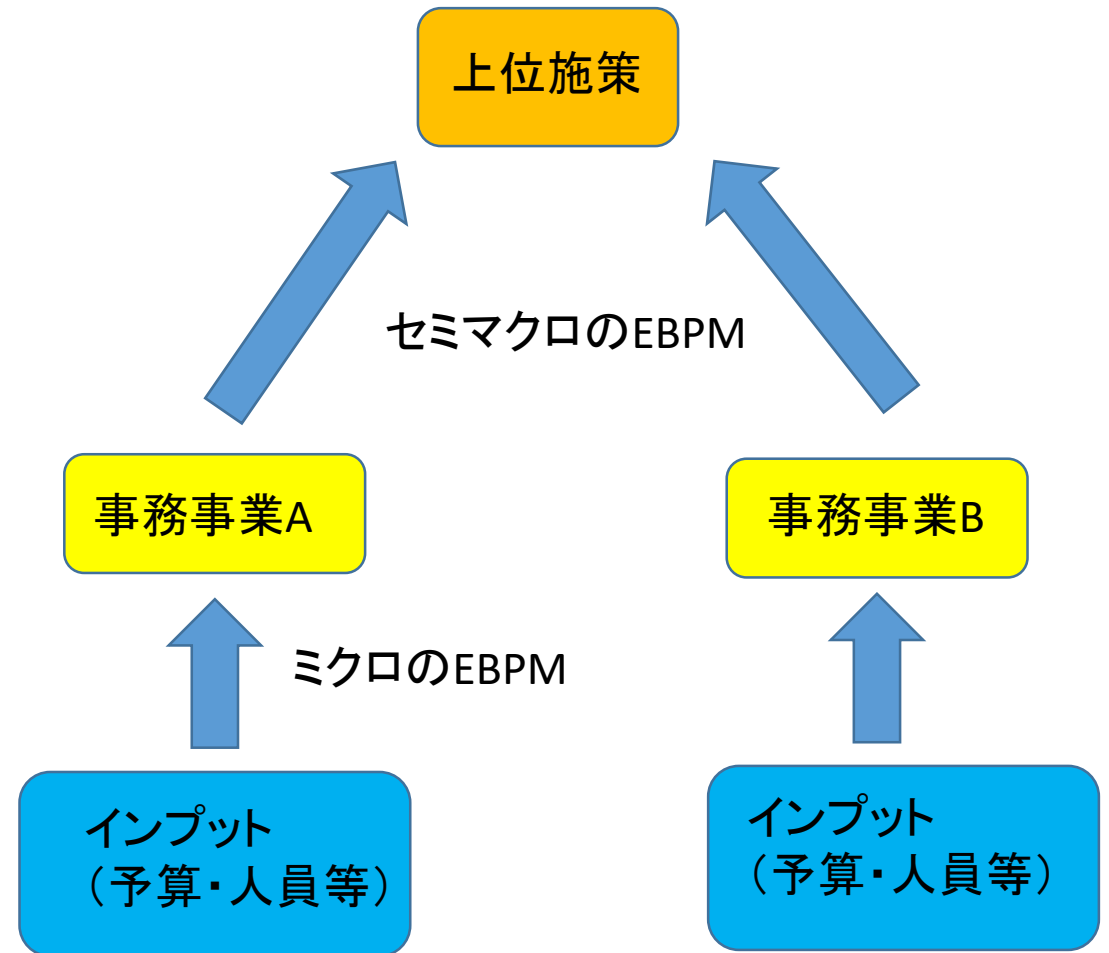 上位施策
セミマクロのEBPM
事務事業A
事務事業B
ミクロのEBPM
インプット
（予算・人員等）
インプット
（予算・人員等）